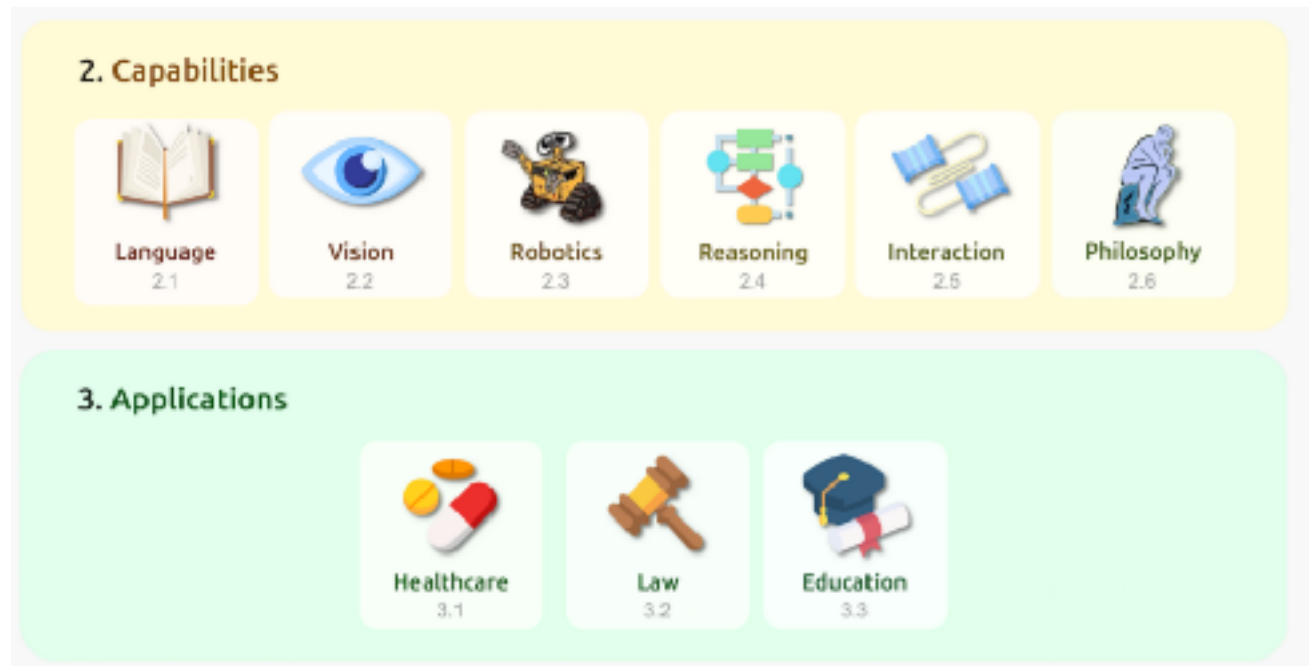 2. Capabilities
Language Vision Robotics Reasoning Interaction Philosophy
2.1 2.2 2.3 2.4 2.5 2.6
3. Applications
Healthcare Law Education
3.1 3.2 3.3